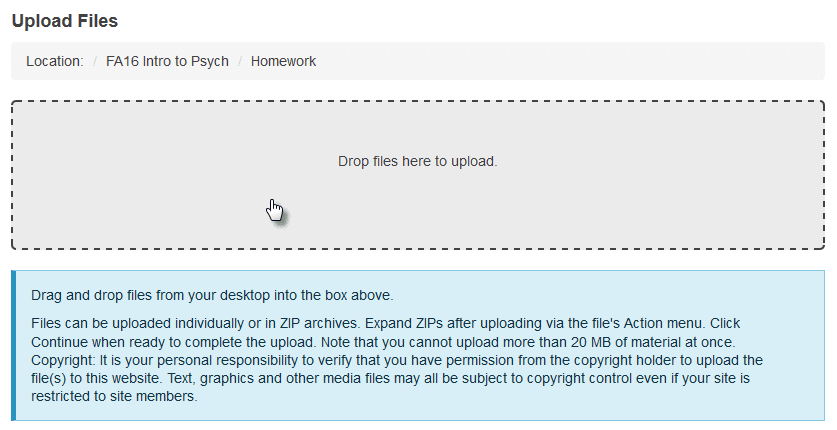 Upload Files
Location: / FA16 Intro to Psych / Homework
Drop files here to upload.
Drag and drop files from your desktop into the box above.
Files can be uploaded individually or in ZIP archives. Expand ZIPs after uploading via the file's Action menu. Click
Continue when ready to complete the upload. Note that you cannot upload more than 20 MB of material at once.
Copyright: It is your personal responsibility to verify that you have permission from the copyright holder to upload the
file(s) to this website. Text, graphics and other media files may all be subject to copyright control even if your site is
restricted to site members.